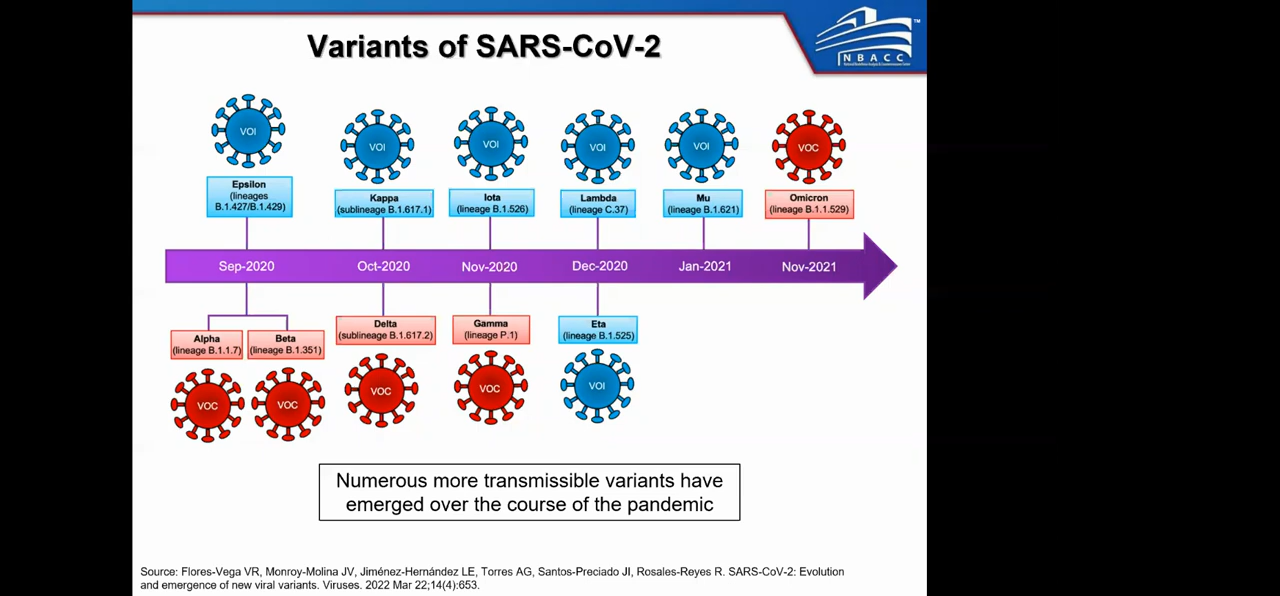 Variants of SARS-CoV-2
NBACC
TM
VOI
VOI
VOI
VOI
VOI
VOC
Epsilon
(lineages
B.1.427/B.1.429)
Kappa
(sublineage B.1.617.1)
Iota
(lineage B.1.526)
Lambda
(lineage C.37)
Mu
(lineage B.1.621)
Omicron
(lineage B.1.1.529)
Sep-2020
Oct-2020
Nov-2020
Dec-2020
Jan-2021
Nov-2021
Alpha
(lineage B.1.1.7)
Beta
(lineage B.1.351)
Delta
(sublineage B.1.617.2)
Gamma
(lineage P.1)
Eta
(lineage B.1.525)
VOC
VOC
VOC
VOC
VOI
Numerous more transmissible variants have
emerged over the course of the pandemic
Source: Flores-Vega VR, Monroy-Molina JV, Jiménez-Hernández LE, Torres AG, Santos-Preciado JI, Rosales-Reyes R. SARS-CoV-2: Evolution
and emergence of new viral variants. Viruses. 2022 Mar 22;14(4):653.